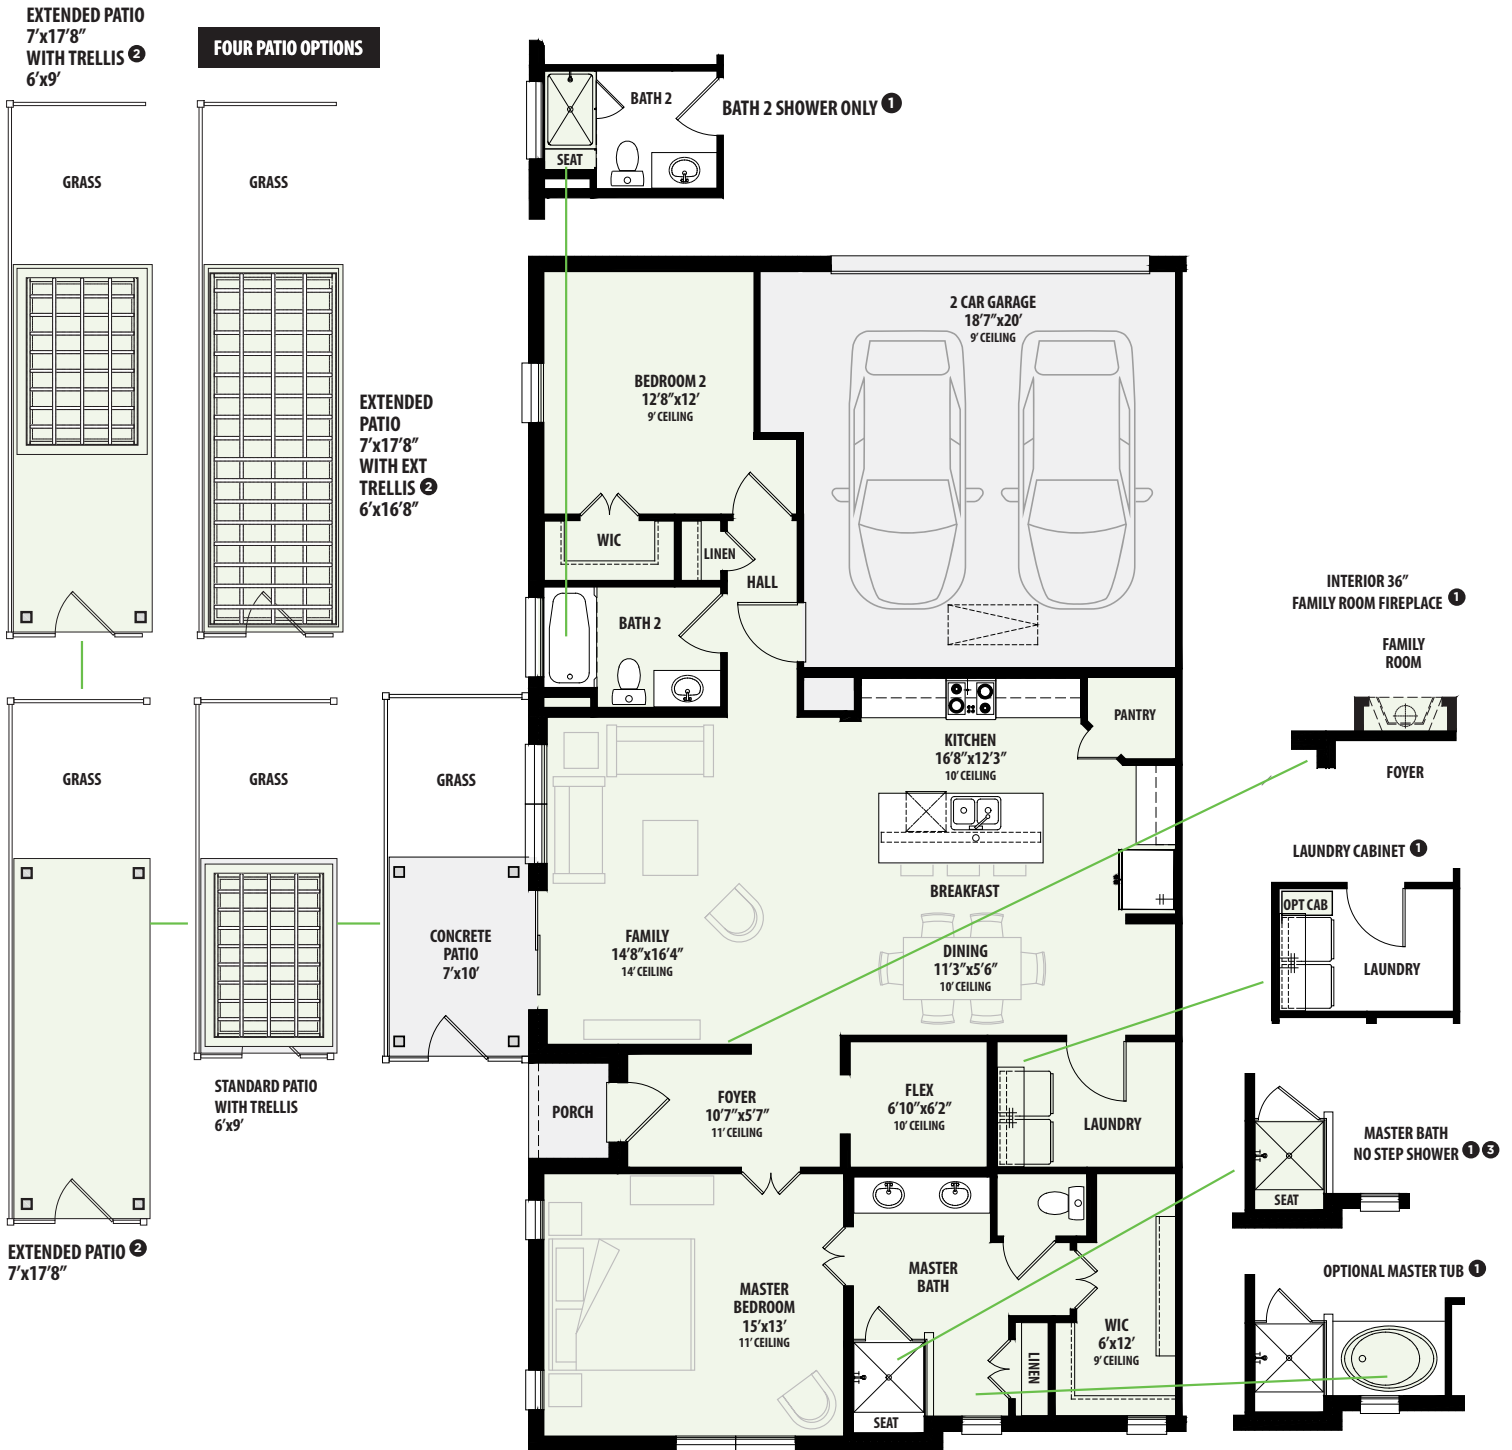 EXTENDED PATIO
7'x17'8"
WITH TRELLIS 2
6'x9'
FOUR PATIO OPTIONS
GRASS
GRASS
EXTENDED
PATIO
7'x17'8"
WITH EXT
TRELLIS 2
6'x16'8"
GRASS
GRASS
GRASS
CONCRETE
PATIO
7'x10'
STANDARD PATIO
WITH TRELLIS
6'x9'
EXTENDED PATIO 2
7'x17'8"
BATH 2
SEAT
BATH 2 SHOWER ONLY 1
2 CAR GARAGE
18'7"x20'
9' CEILING
BEDROOM 2
12'8"x12'
9' CEILING
WIC
LINEN
HALL
BATH 2
PANTRY
KITCHEN
16'8"x12'3"
10' CEILING
BREAKFAST
FAMILY
14'8"x16'4"
14' CEILING
DINING
11'3"x5'6"
10' CEILING
PORCH
FOYER
10'7"x5'7"
11' CEILING
FLEX
6'10"x6'2"
10' CEILING
LAUNDRY
MASTER
BEDROOM
15'x13'
11' CEILING
MASTER
BATH
WIC
6'x12'
9' CEILING
LINEN
SEAT
INTERIOR 36"
FAMILY ROOM FIREPLACE 1
FAMILY
ROOM
FOYER
LAUNDRY CABINET 1
OPT CAB
LAUNDRY
MASTER BATH
NO STEP SHOWER 1 3
SEAT
OPTIONAL MASTER TUB 1